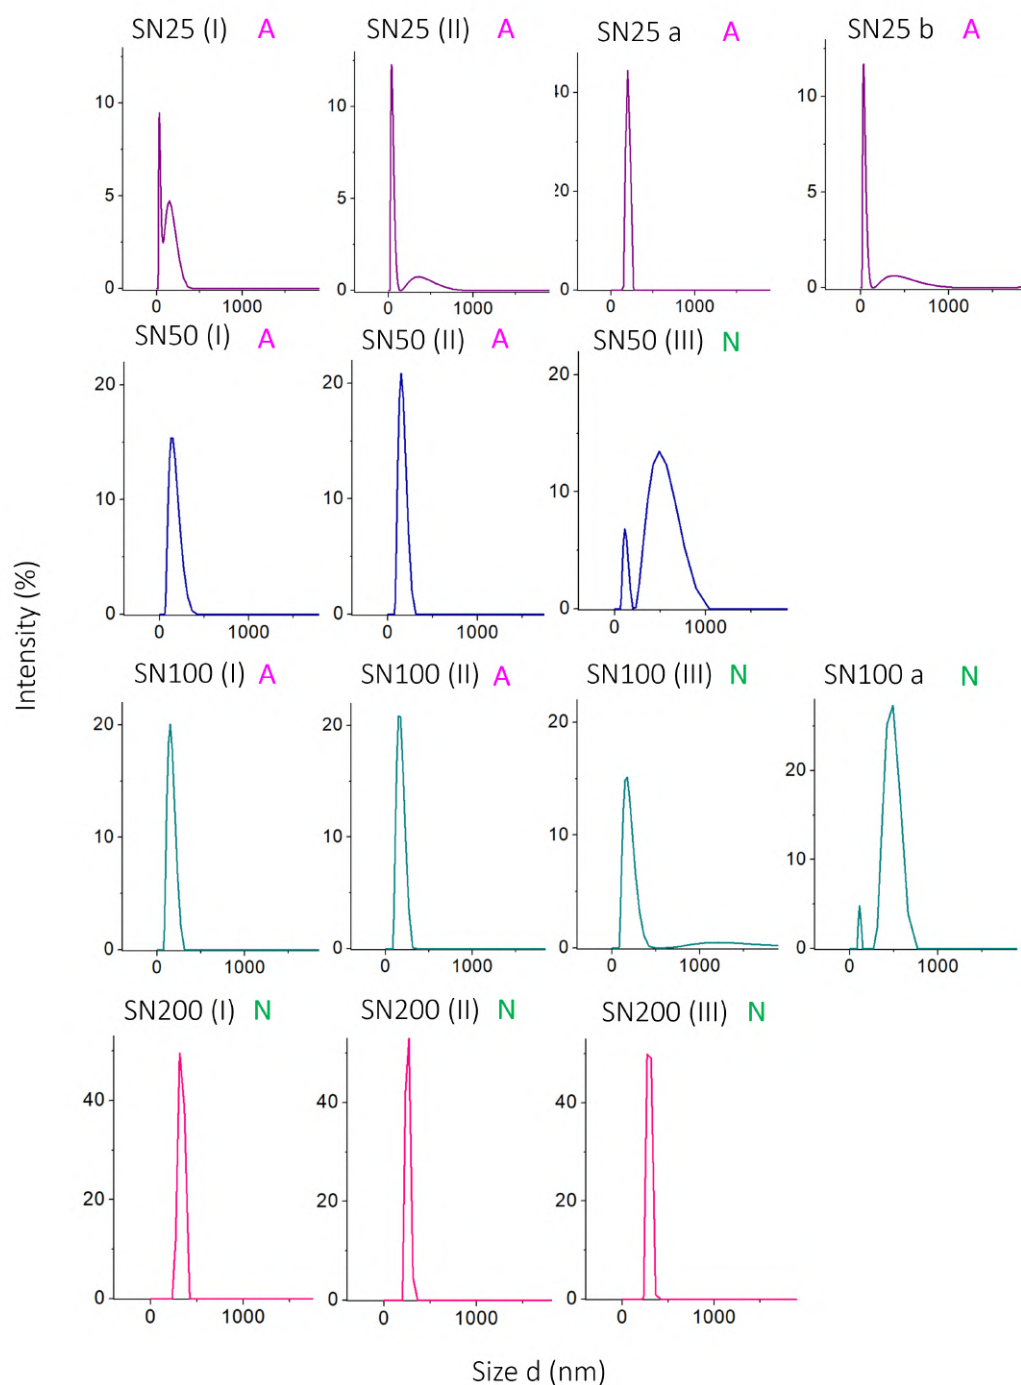 SN25 (I) A SN25 (II) A SN25 a A SN25 b A
10 10 40 10
5 5 20 5
0 0 0 0
0 1000 0 1000 0 1000 0 1000
SN50 (I) A SN50 (II) A SN50 (III) N
20 20 20
10 10 10
0 0 0
0 1000 0 1000 0 1000
SN100 (I) A SN100 (II) A SN100 (III) N SN100 a N
20 20 20 20
10 10 10 10
0 0 0 0
0 1000 0 1000 0 1000 0 1000
SN200 (I) N SN200 (II) N SN200 (III) N
40 40 40
20 20 20
0 0 0
0 1000 0 1000 0 1000
Intensity (%)
Size d (nm)